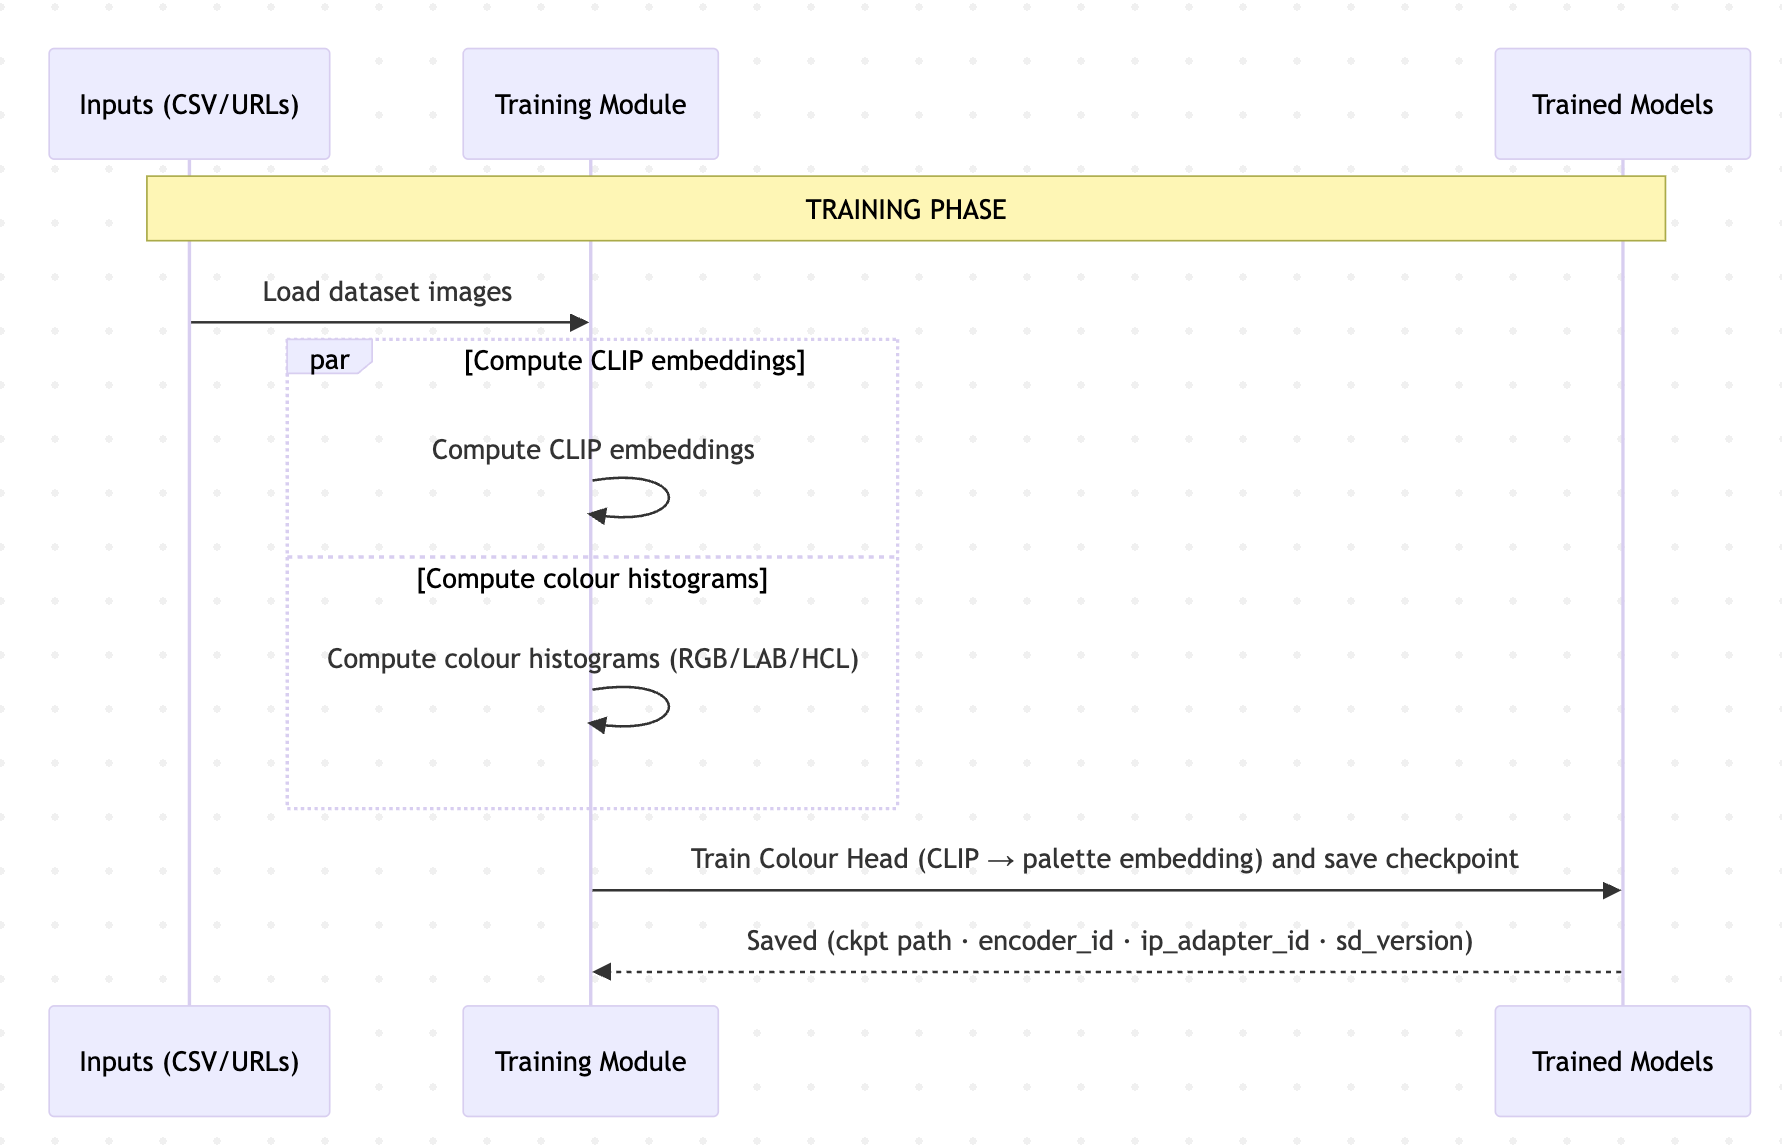 Inputs (CSV/URLs)
Training Module
Trained Models
TRAINING PHASE
Load dataset images
par
[Compute CLIP embeddings]
Compute CLIP embeddings
[Compute colour histograms]
Compute colour histograms (RGB/LAB/HCL)
Train Colour Head (CLIP → palette embedding) and save checkpoint
Saved (ckpt path · encoder_id · ip_adapter_id · sd_version)
Inputs (CSV/URLs)
Training Module
Trained Models